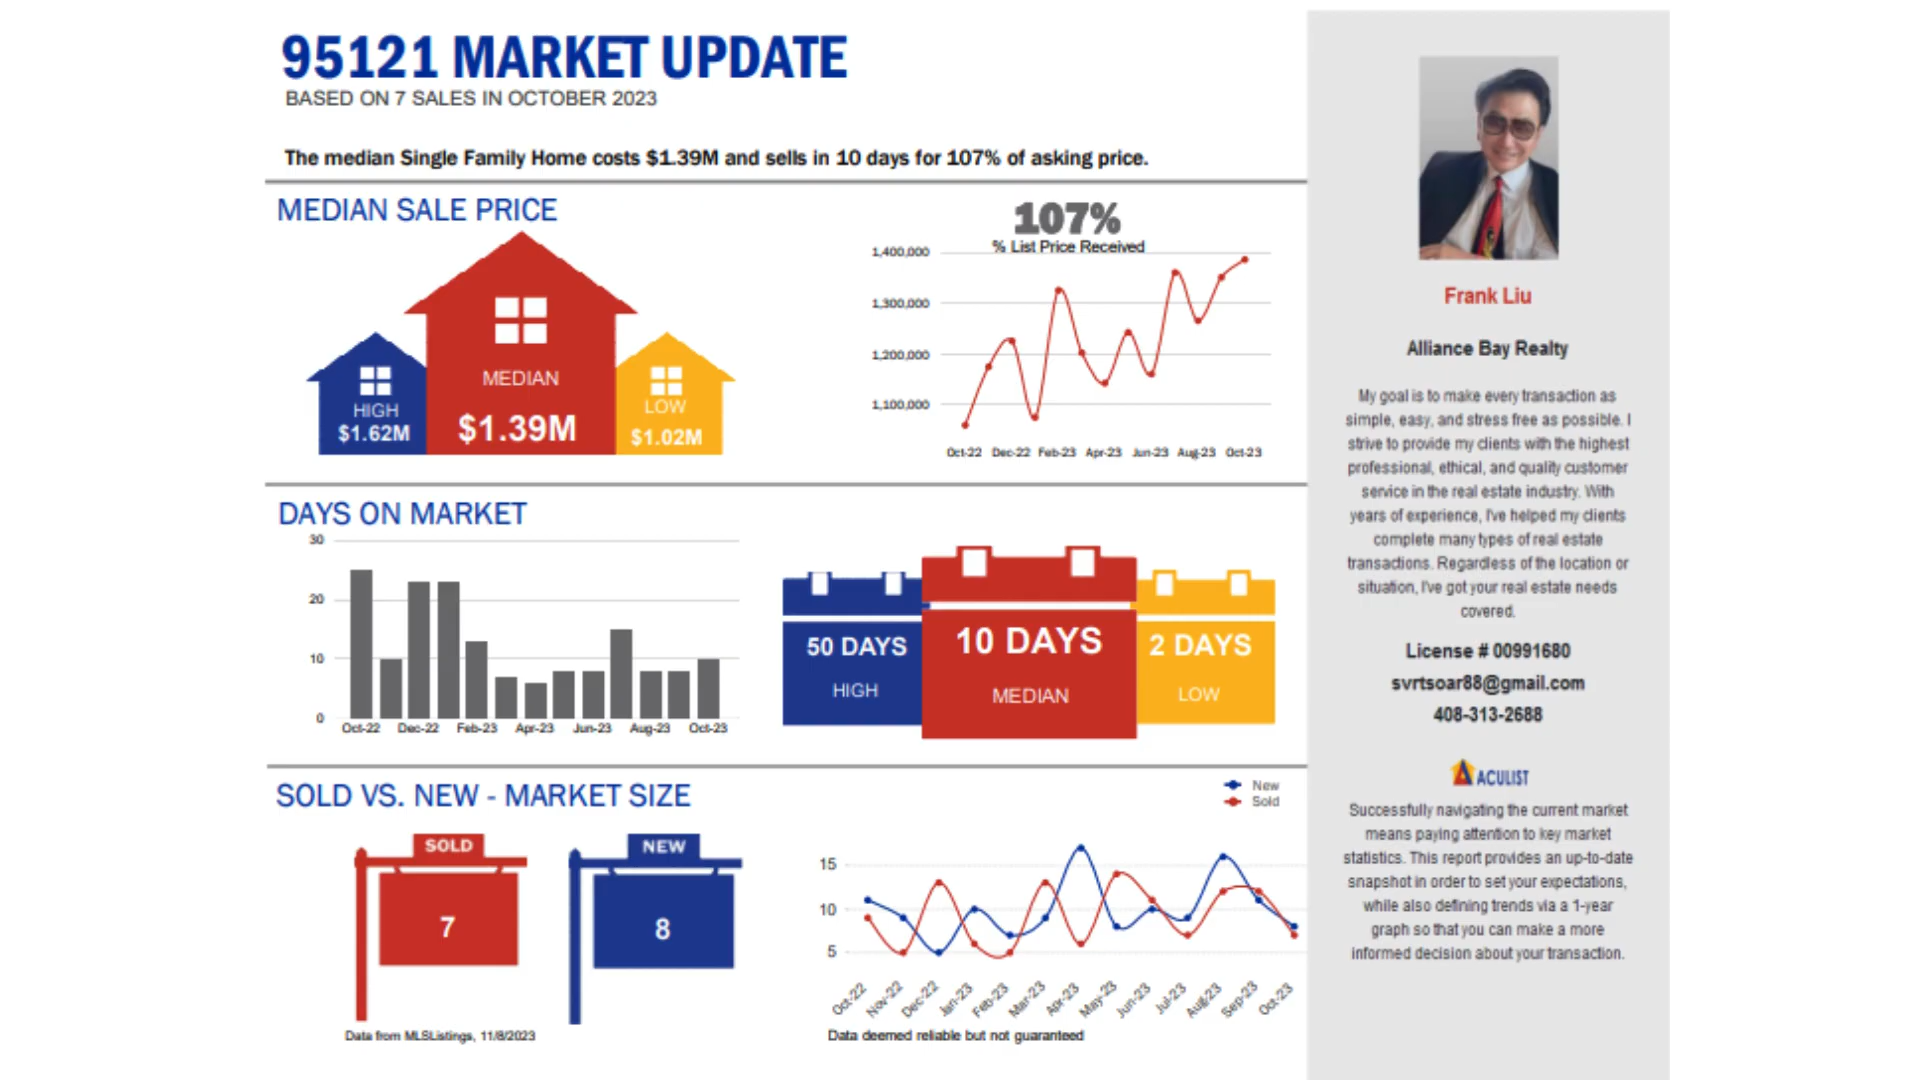 95121 MARKET UPDATE
BASED ON 7 SALES IN OCTOBER 2023
The median Single Family Home costs $1.39M and sells in 10 days for 107% of asking price.
MEDIAN SALE PRICE
HIGH
$1.62M
MEDIAN
$1.39M
LOW
$1.02M
107%
% List Price Received
1,400,000
1,300,000
1,200,000
1,100,000
Oct-22 Dec-22 Feb-23 Apr-23 Jun-23 Aug-23 Oct-23
DAYS ON MARKET
30
20
10
0
Oct-22 Dec-22 Feb-23 Apr-23 Jun-23 Aug-23 Oct-23
50 DAYS
HIGH
10 DAYS
MEDIAN
2 DAYS
LOW
SOLD VS. NEW - MARKET SIZE
SOLD
7
NEW
8
New
Sold
15
10
5
Oct-22 Nov-22 Dec-22 Jan-23 Feb-23 Mar-23 Apr-23 May-23 Jun-23 Jul-23 Aug-23 Sep-23 Oct-23
Data from MLSListings, 11/8/2023
Data deemed reliable but not guaranteed
Frank Liu
Alliance Bay Realty
My goal is to make every transaction as
simple, easy, and stress free as possible. I
strive to provide my clients with the highest
professional, ethical, and quality customer
service in the real estate industry. With
years of experience, I've helped my clients
complete many types of real estate
transactions. Regardless of the location or
situation, I've got your real estate needs
covered.
License # 00991680
svrtsoar88@gmail.com
408-313-2688
ACULIST
Successfully navigating the current market
means paying attention to key market
statistics. This report provides an up-to-date
snapshot in order to set your expectations,
while also defining trends via a 1-year
graph so that you can make a more
informed decision about your transaction.